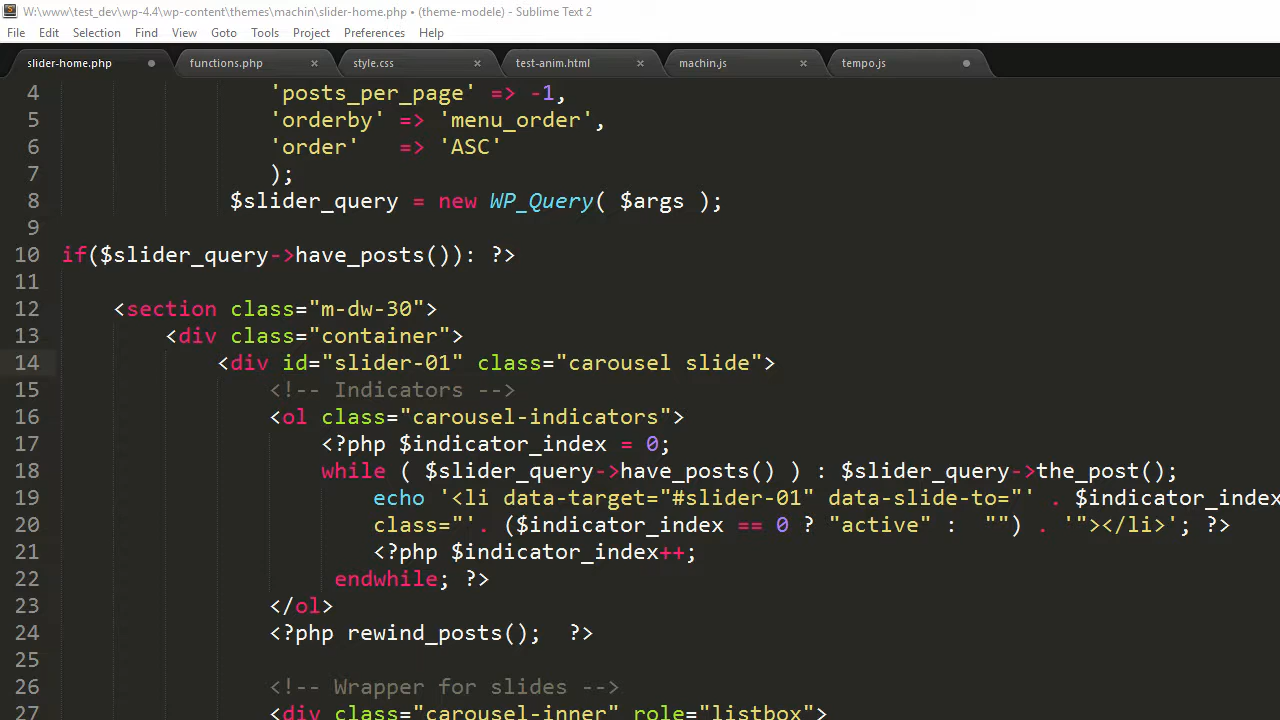 W:\www\test_dev\wp-4.4\wp-content\themes\machin\slider-home.php • (theme-modele) - Sublime Text 2
File Edit Selection Find View Goto Tools Project Preferences Help
slider-home.php functions.php style.css test-anim.html machin.js tempo.js
4 'posts_per_page' => -1,
5 'orderby' => 'menu_order',
6 'order'   => 'ASC'
7 );
8 $slider_query = new WP_Query( $args );
9
10 if($slider_query->have_posts()): ?>
11
12 <section class="m-dw-30">
13 <div class="container">
14 <div id="slider-01" class="carousel slide">
15 <!-- Indicators -->
16 <ol class="carousel-indicators">
17 <?php $indicator_index = 0;
18 while ( $slider_query->have_posts() ) : $slider_query->the_post();
19 echo '<li data-target="#slider-01" data-slide-to="' . $indicator_index
20 class="'. ($indicator_index == 0 ? "active" :  "") . '"></li>'; ?>
21 <?php $indicator_index++;
22 endwhile; ?>
23 </ol>
24 <?php rewind_posts();  ?>
25
26 <!-- Wrapper for slides -->
27 <div class="carousel-inner" role="listbox">